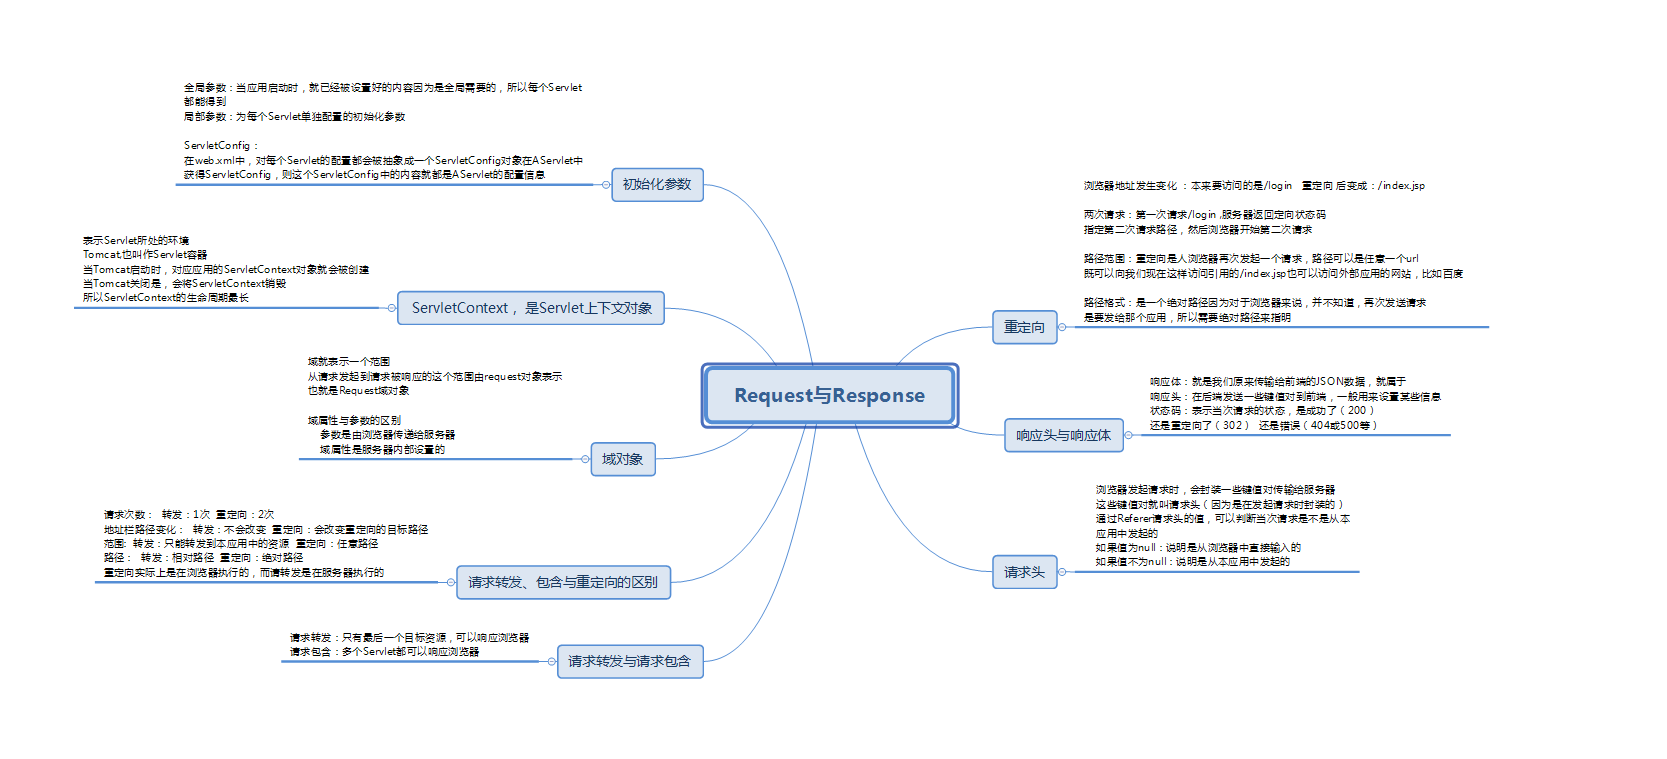 全局参数：当应用启动时，就已经被设置好的内容因为是全局需要的，所以每个Servlet
都能得到
局部参数：为每个Servlet单独配置的初始化参数
ServletConfig：
在web.xml中，对每个Servlet的配置都会被抽象成一个ServletConfig对象在AServlet中
获得ServletConfig，则这个ServletConfig中的内容就都是AServlet的配置信息
初始化参数
表示Servlet所处的环境
Tomcat,也叫作Servlet容器
当Tomcat启动时，对应应用的ServletContext对象就会被创建
当Tomcat关闭是，会将ServletContext销毁
所以ServletContext的生命周期最长
ServletContext ，是Servlet上下文对象
域就表示一个范围
从请求发起到请求被响应的这个范围由request对象表示
也就是Request域对象
域属性与参数的区别
参数是由浏览器传递给服务器
域属性是服务器内部设置的
域对象
请求次数： 转发：1次 重定向：2次
地址栏路径变化： 转发：不会改变 重定向：会改变重定向的目标路径
范围: 转发：只能转发到本应用中的资源 重定向：任意路径
路径： 转发：相对路径 重定向：绝对路径
重定向实际上是在浏览器执行的，而请转发是在服务器执行的
请求转发、包含与重定向的区别
请求转发：只有最后一个目标资源，可以响应浏览器
请求包含：多个Servlet都可以响应浏览器
请求转发与请求包含
Request与Response
浏览器地址发生变化 ：本来要访问的是/login 重定向 后变成：/index.jsp
两次请求：第一次请求/login ,服务器返回定向状态码
指定第二次请求路径，然后浏览器开始第二次请求
路径范围：重定向是人浏览器再次发起一个请求，路径可以是任意一个url
既可以向我们现在这样访问引用的/index.jsp也可以访问外部应用的网站，比如百度
路径格式：是一个绝对路径因为对于浏览器来说，并不知道，再次发送请求
是要发给那个应用，所以需要绝对路径来指明
重定向
响应体：就是我们原来传输给前端的JSON数据，就属于
响应头：在后端发送一些键值对到前端，一般用来设置某些信息
状态码：表示当次请求的状态，是成功了（200）
还是重定向了（302） 还是错误（404或500等）
响应头与响应体
浏览器发起请求时，会封装一些键值对传输给服务器
这些键值对就叫请求头（因为是在发起请求时封装的）
通过Referer请求头的值，可以判断当次请求是不是从本
应用中发起的
如果值为null：说明是从浏览器中直接输入的
如果值不为null：说明是从本应用中发起的
请求头